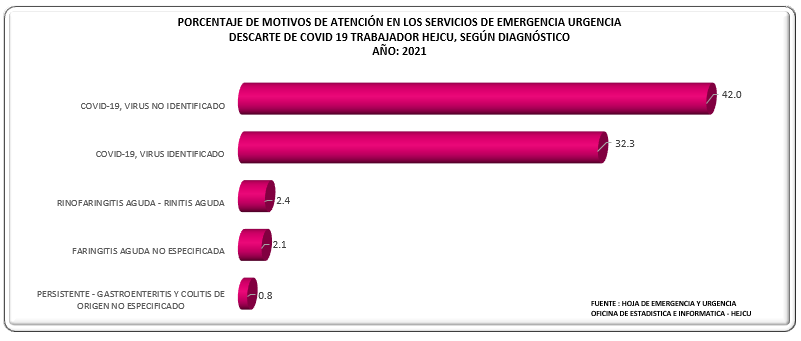 PORCENTAJE DE MOTIVOS DE ATENCIÓN EN LOS SERVICIOS DE EMERGENCIA URGENCIA
DESCARTE DE COVID 19 TRABAJADOR HEJCU, SEGÚN DIAGNÓSTICO
AÑO: 2021
COVID-19, VIRUS NO IDENTIFICADO
42.0
COVID-19, VIRUS IDENTIFICADO
32.3
RINOFARINGITIS AGUDA - RINITIS AGUDA
2.4
FARINGITIS AGUDA NO ESPECIFICADA
2.1
PERSISTENTE - GASTROENTERITIS Y COLITIS DE
ORIGEN NO ESPECIFICADO
0.8
FUENTE : HOJA DE EMERGENCIA Y URGENCIA
OFICINA DE ESTADISTICA E INFORMATICA - HEJCU